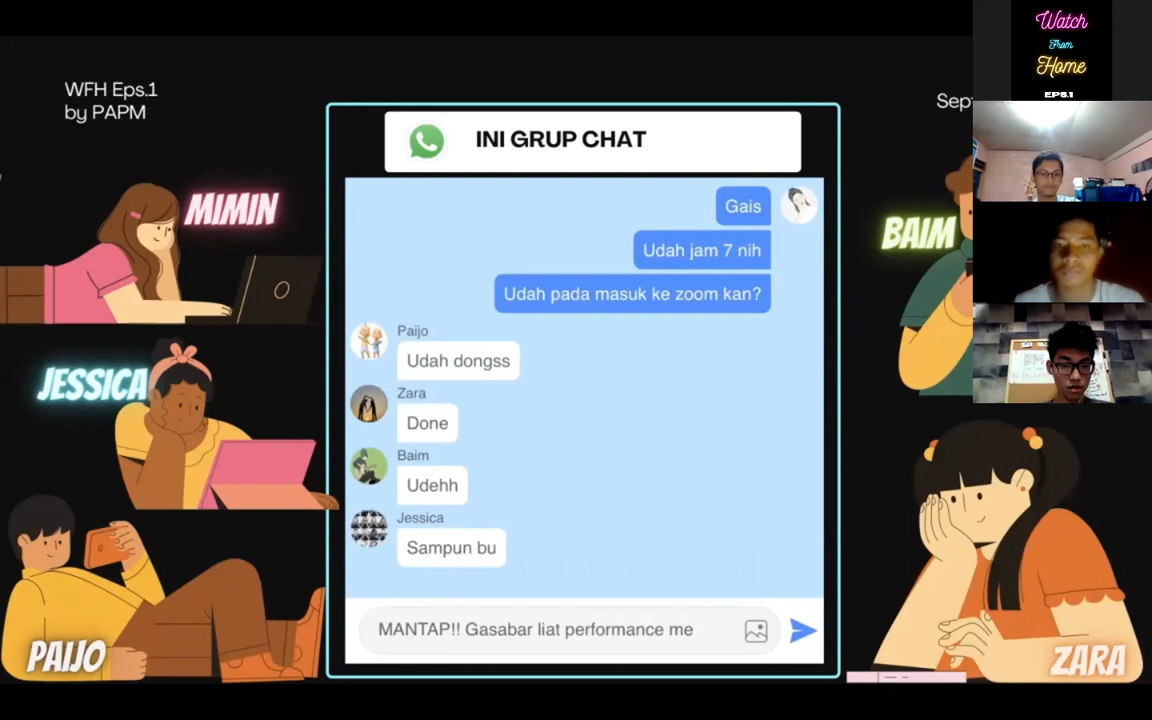 WFH Eps.1
by PAPM
Watch
From
Home
EPS.1
INI GRUP CHAT
MIMIN
BAIM
JESSICA
PAIJO
ZARA
Gais
Udah jam 7 nih
Udah pada masuk ke zoom kan?
Paijo
Udah dongss
Zara
Done
Baim
Udehh
Jessica
Sampun bu
MANTAP!! Gasabar liat performance me